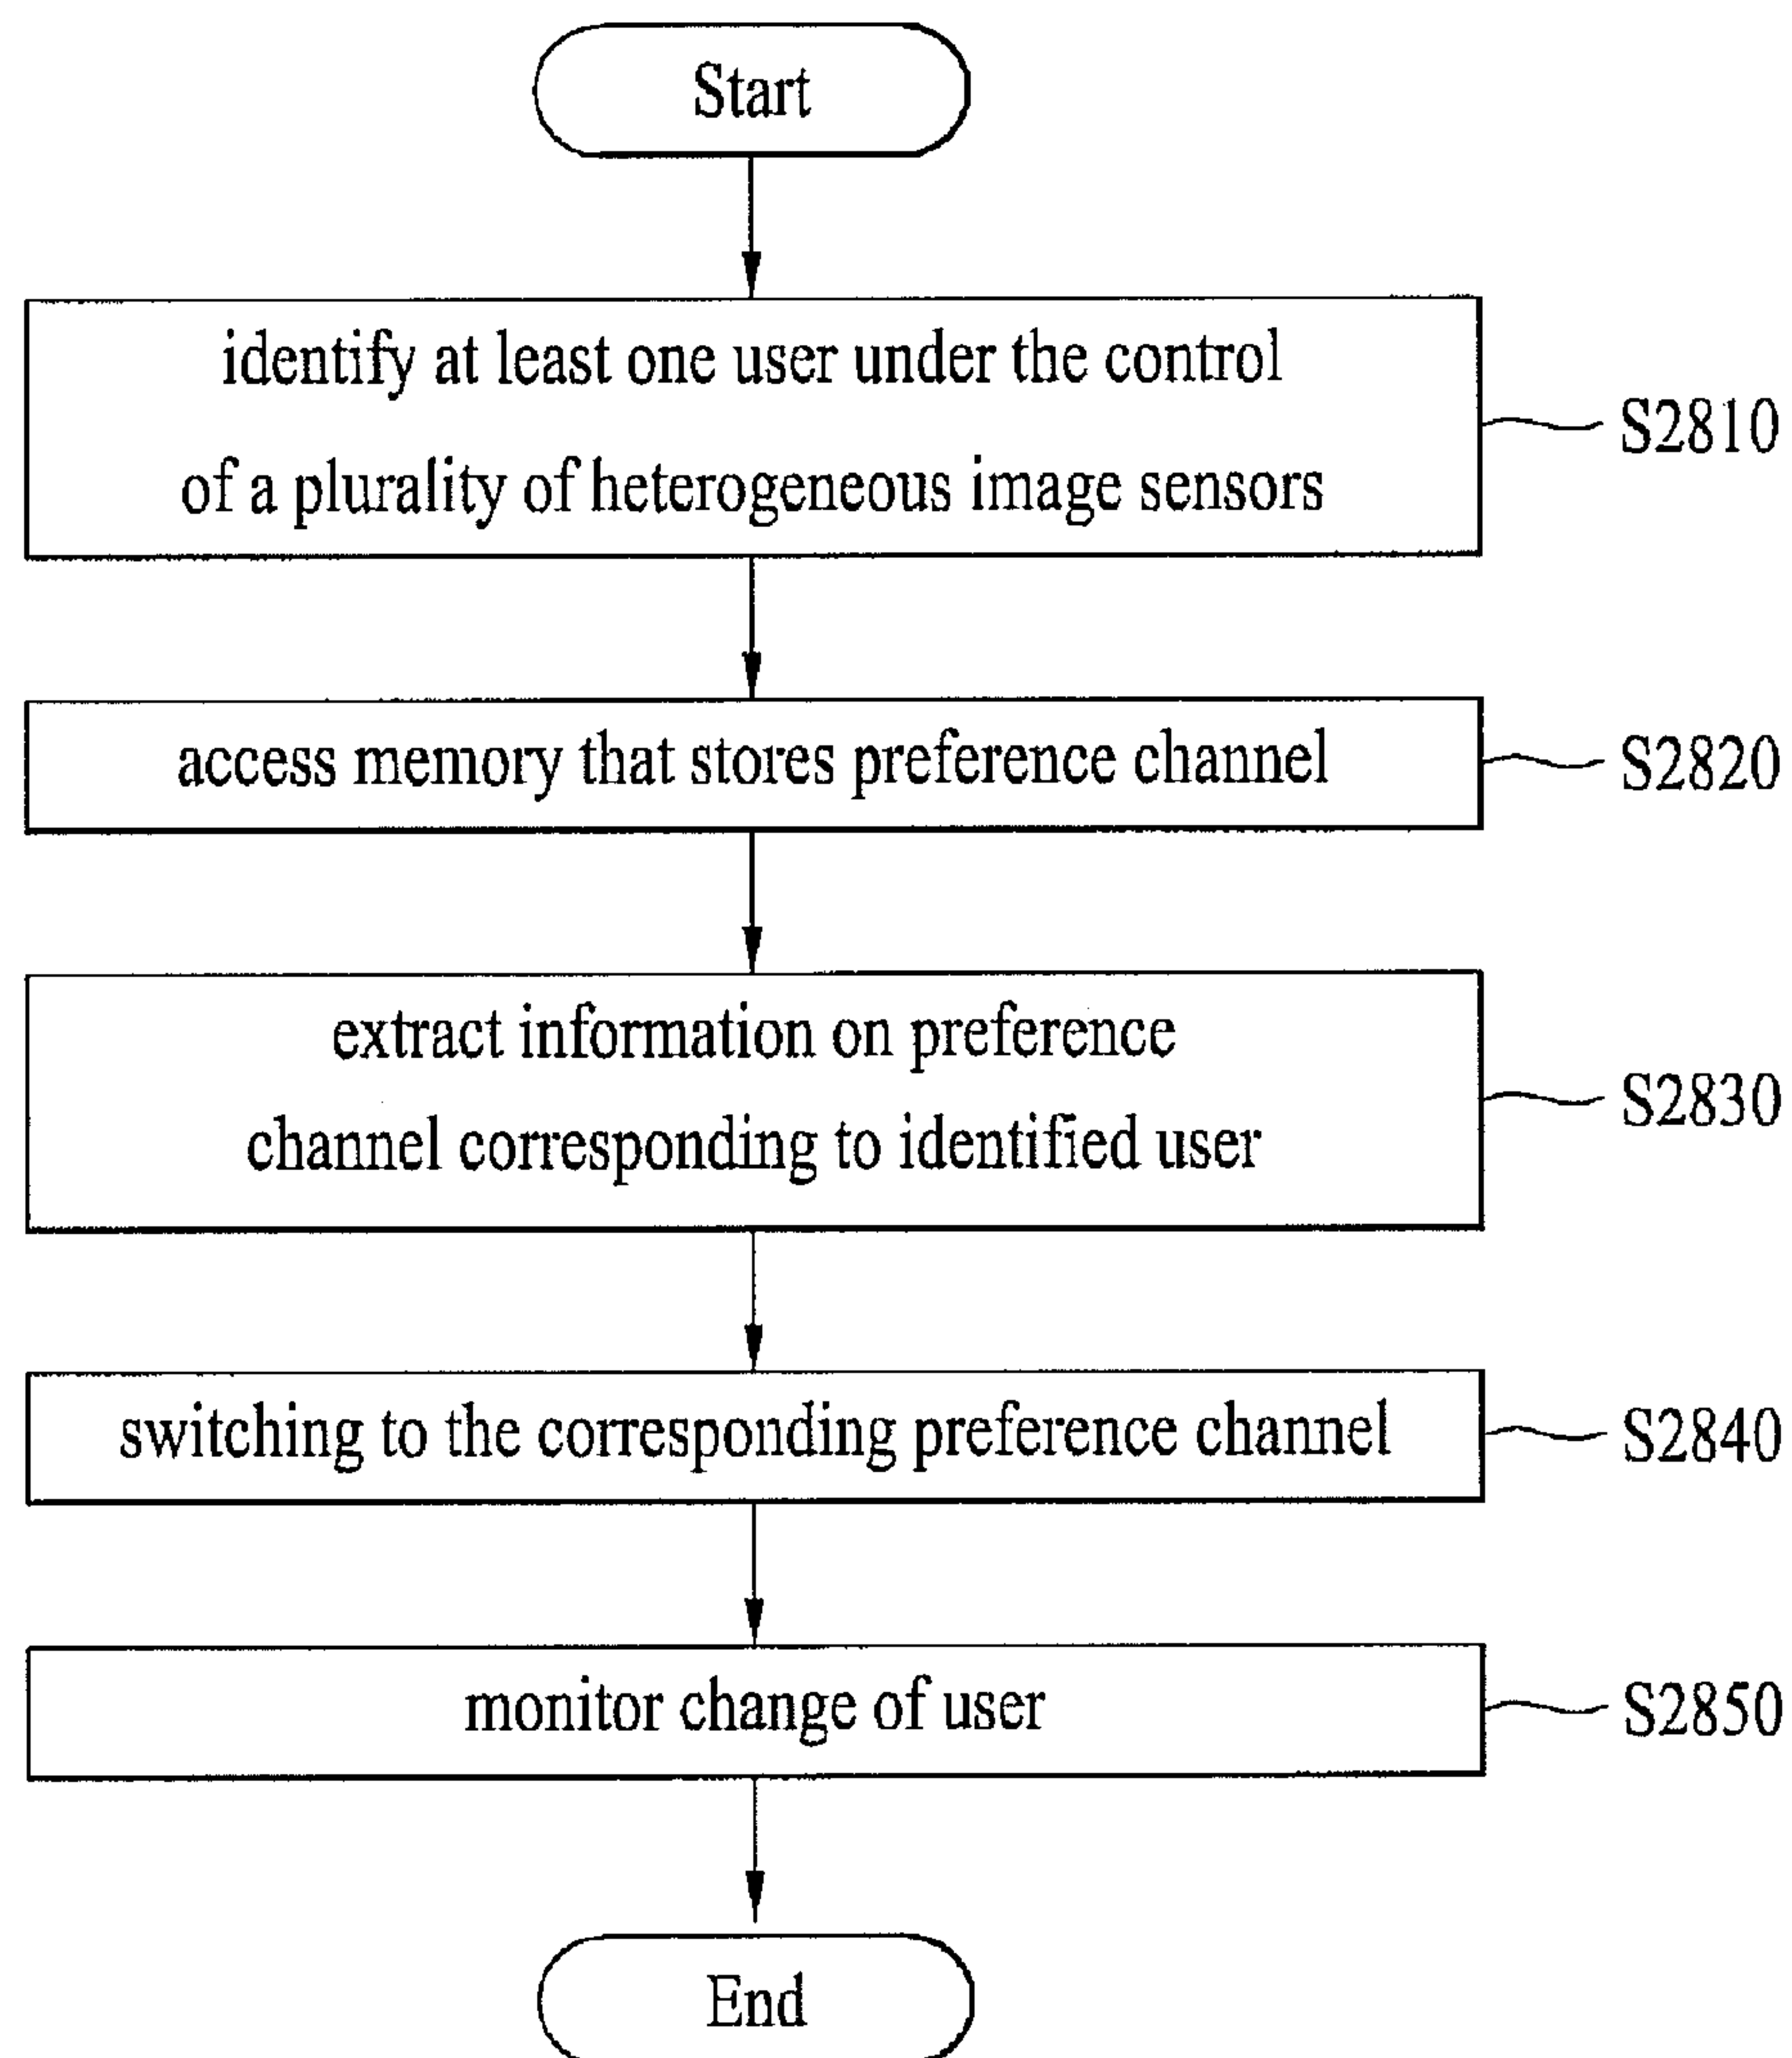 Start
identify at least one user under the control
of a plurality of heterogeneous image sensors
S2810
access memory that stores preference channel
S2820
extract information on preference
channel corresponding to identified user
S2830
switching to the corresponding preference channel
S2840
monitor change of user
S2850
End